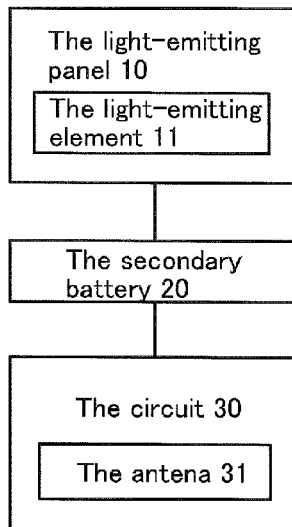 The light-emitting
panel 10
The light-emitting
element 11
The secondary
battery 20
The circuit 30
The antena 31